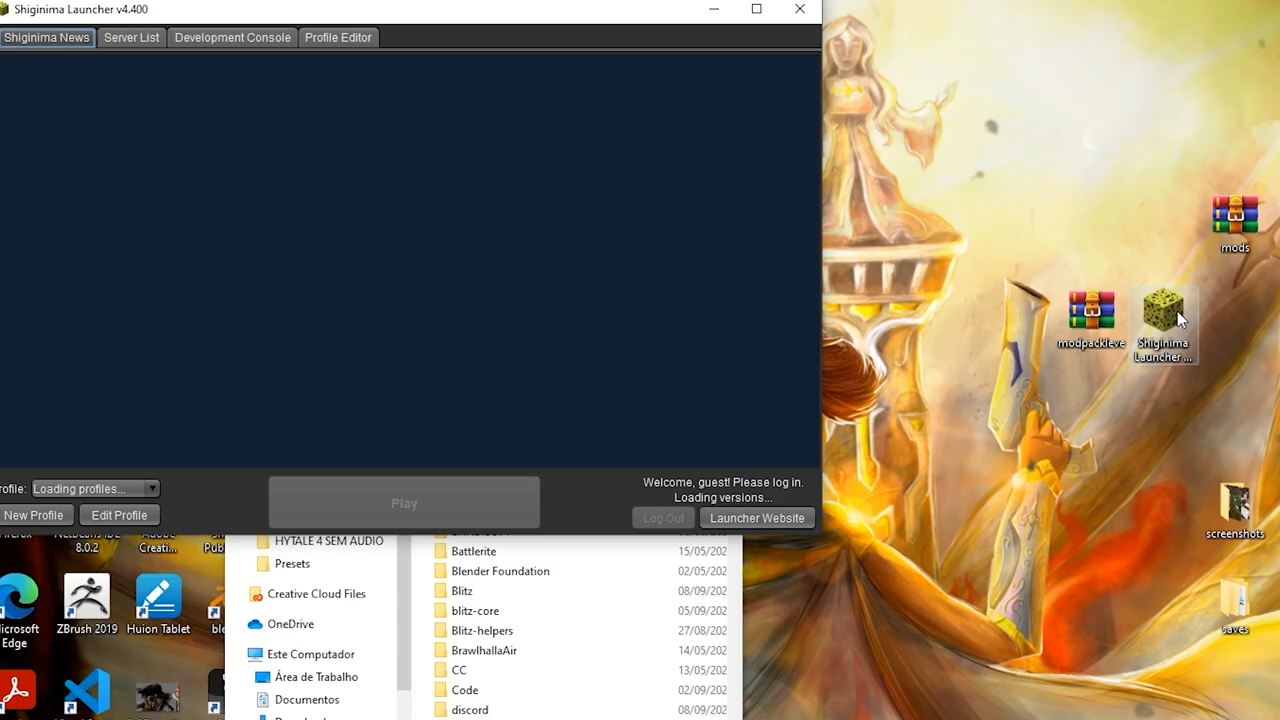 Shiginima Launcher v4.400
Shiginima News
Server List
Development Console
Profile Editor
rofile:
Loading profiles...
New Profile
Edit Profile
Play
Welcome, guest! Please log in.
Loading versions...
Log Out
Launcher Website
mods
modpackleve
Shiginima
Launcher ...
screenshots
saves
8.0.2
Creati...
ZBrush 2019
Huion Tablet
icrosoft
Edge
HYTALE 4 SEM AUDIO
Presets
Creative Cloud Files
OneDrive
Este Computador
Área de Trabalho
Documentos
Battlerite
15/05/202
Blender Foundation
02/05/202
Blitz
08/09/202
blitz-core
05/09/202
Blitz-helpers
27/08/202
BrawlhallaAir
14/05/202
CC
13/05/202
Code
02/09/202
discord
08/09/202